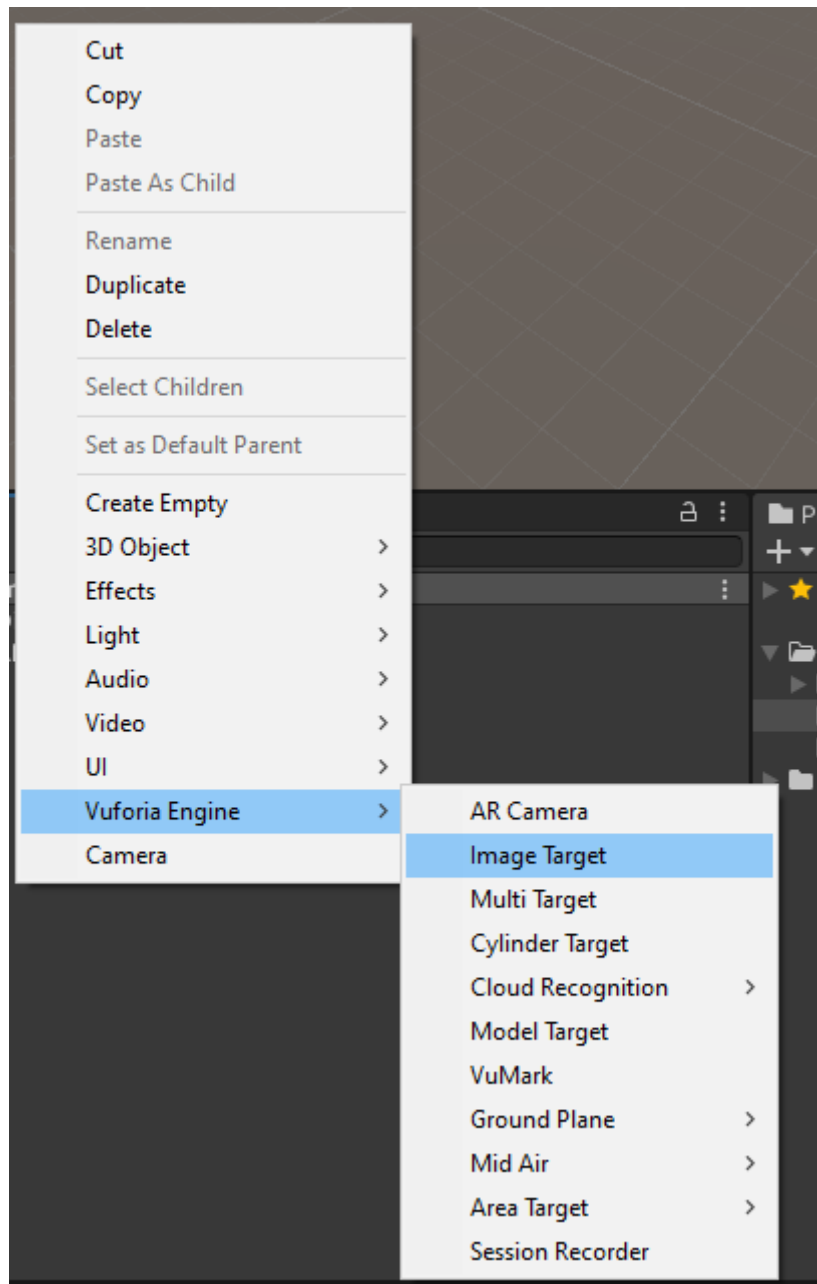 Cut
Copy
Paste
Paste As Child
Rename
Duplicate
Delete
Select Children
Set as Default Parent
Create Empty
3D Object
Effects
Light
Audio
Video
UI
Vuforia Engine
Camera
AR Camera
Image Target
Multi Target
Cylinder Target
Cloud Recognition
Model Target
VuMark
Ground Plane
Mid Air
Area Target
Session Recorder
P